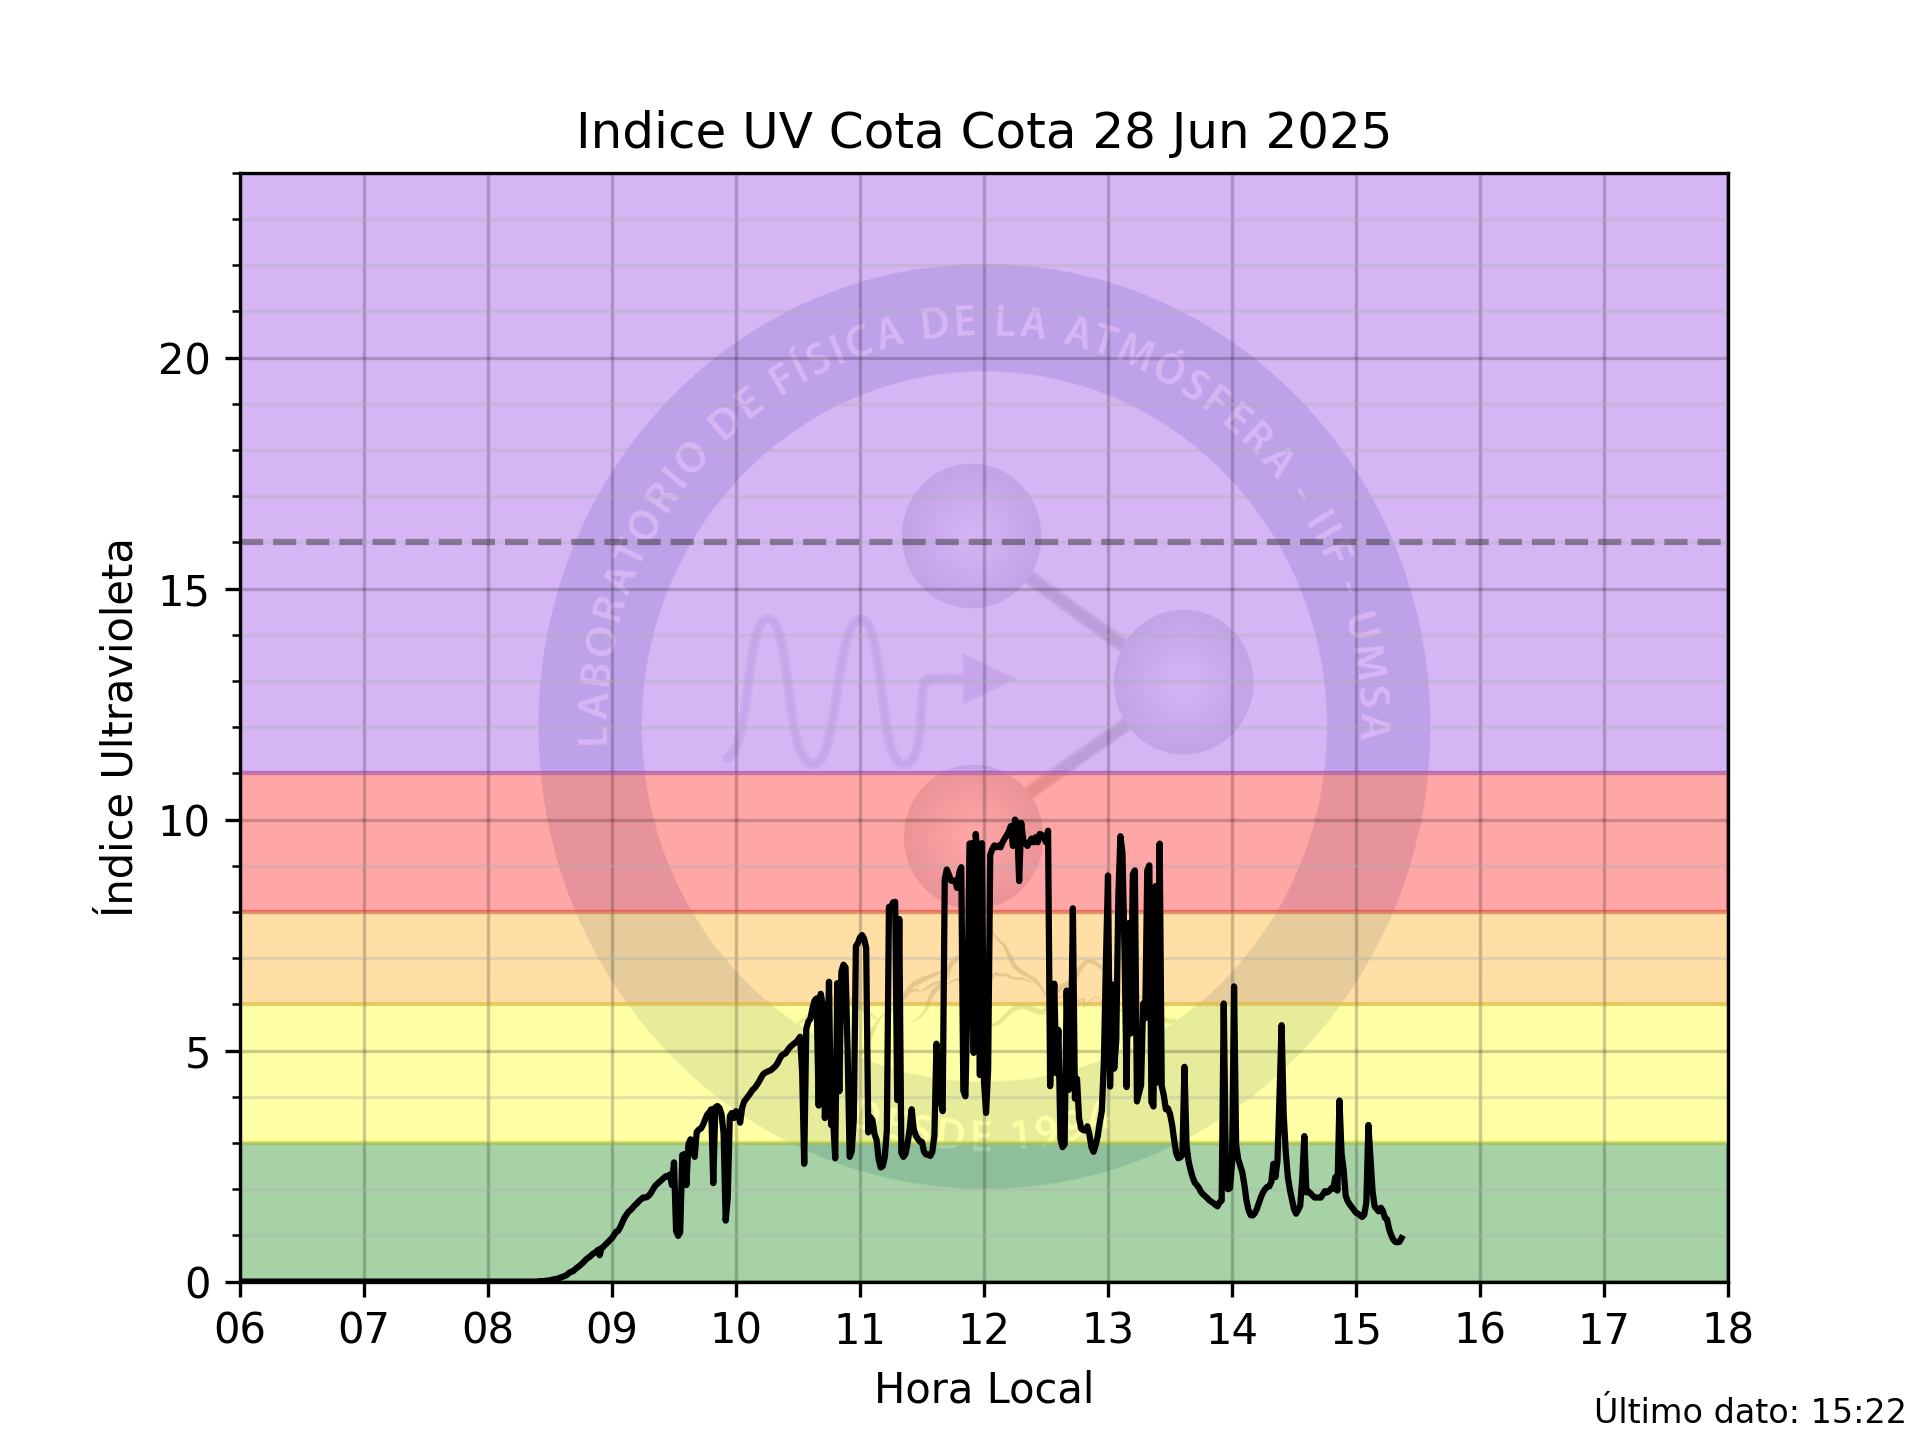 Indice UV Cota Cota 28 Jun 2025
Índice Ultravioleta
20
15
10
5
0
LABORATORIO DE FÍSICA DE LA ATMÓSFERA - IIF - UMSA
06 07 08 09 10 11 12 13 14 15 16 17 18
Hora Local
Último dato: 15:22